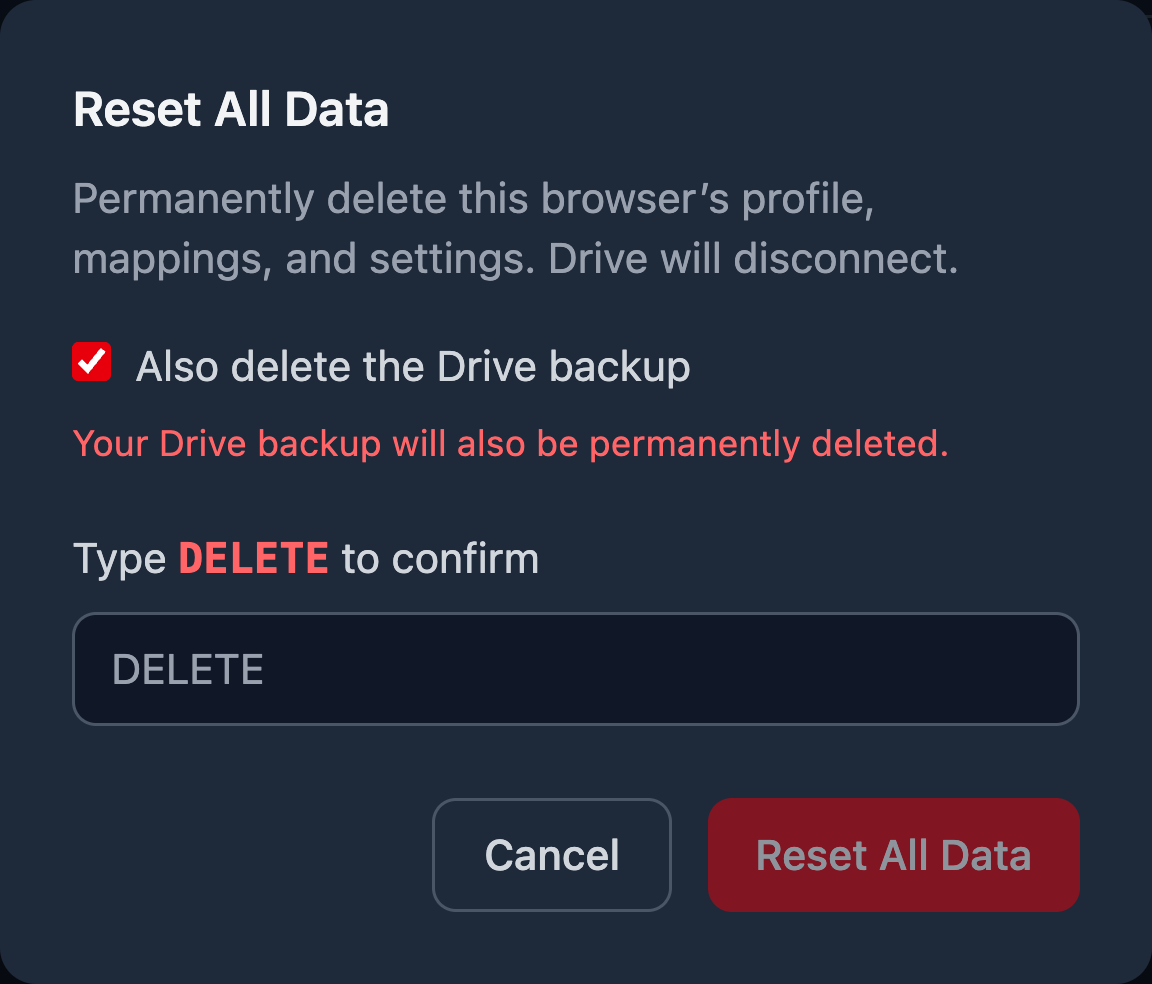 Reset All Data
Permanently delete this browser’s profile,
mappings, and settings. Drive will disconnect.
Also delete the Drive backup
Your Drive backup will also be permanently deleted.
Type DELETE to confirm
DELETE
Cancel
Reset All Data